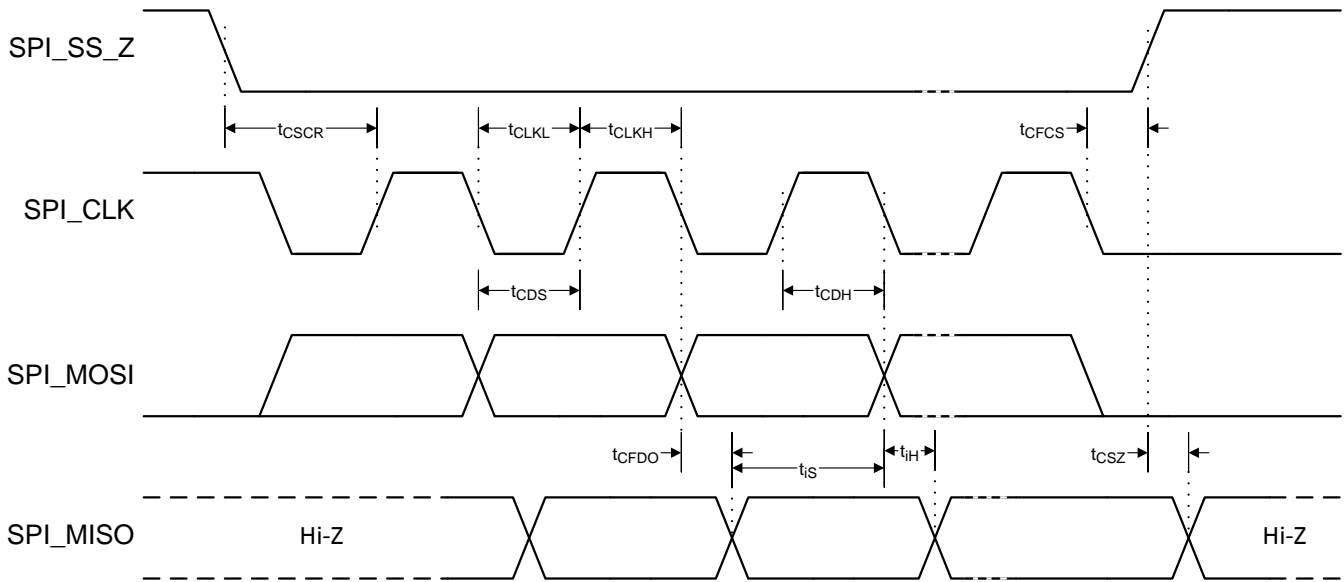 SPI_SS_Z
tCSCR
tCLKL
tCLKH
tCFCS
SPI_CLK
tCDS
tCDH
SPI_MOSI
tCFDO
tiS
tiH
tCSZ
SPI_MISO
Hi-Z
Hi-Z